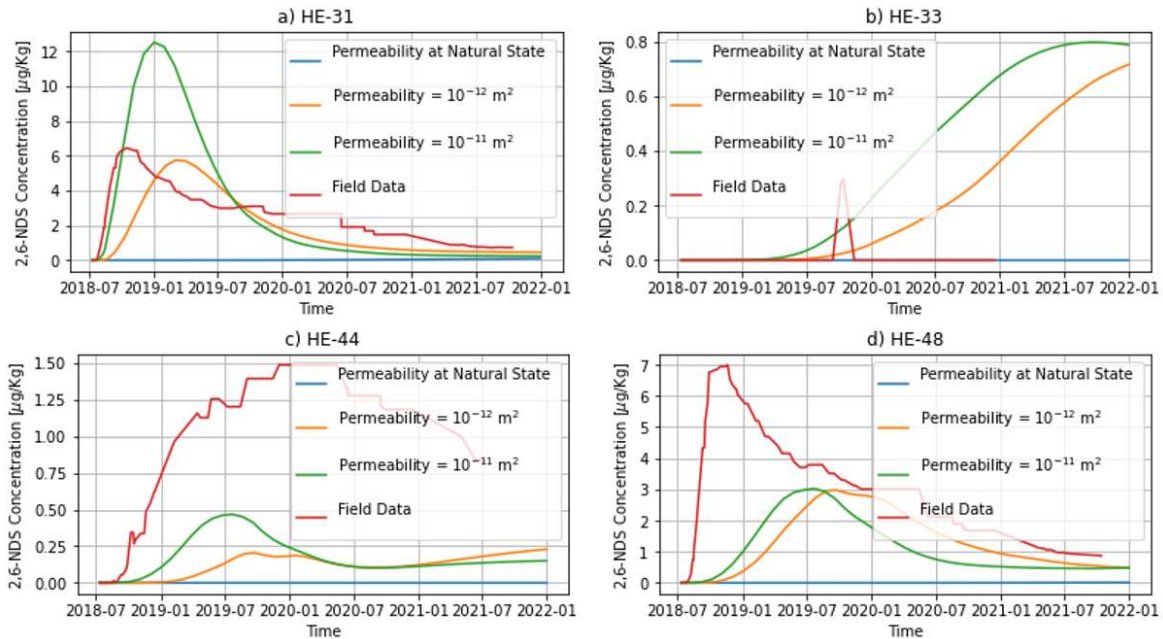 a) HE-31
2,6-NDS Concentration [µg/Kg]
12
10
8
6
4
2
0
Permeability at Natural State
Permeability = 10⁻¹² m²
Permeability = 10⁻¹¹ m²
Field Data
2018-07 2019-01 2019-07 2020-01 2020-07 2021-01 2021-07 2022-01
Time
b) HE-33
2,6-NDS Concentration [µg/Kg]
0.8
0.6
0.4
0.2
0.0
Permeability at Natural State
Permeability = 10⁻¹² m²
Permeability = 10⁻¹¹ m²
Field Data
2018-07 2019-01 2019-07 2020-01 2020-07 2021-01 2021-07 2022-01
Time
c) HE-44
2,6-NDS Concentration [µg/Kg]
1.50
1.25
1.00
0.75
0.50
0.25
0.00
Permeability at Natural State
Permeability = 10⁻¹² m²
Permeability = 10⁻¹¹ m²
Field Data
2018-07 2019-01 2019-07 2020-01 2020-07 2021-01 2021-07 2022-01
Time
d) HE-48
2,6-NDS Concentration [µg/Kg]
7
6
5
4
3
2
1
0
Permeability at Natural State
Permeability = 10⁻¹² m²
Permeability = 10⁻¹¹ m²
Field Data
2018-07 2019-01 2019-07 2020-01 2020-07 2021-01 2021-07 2022-01
Time